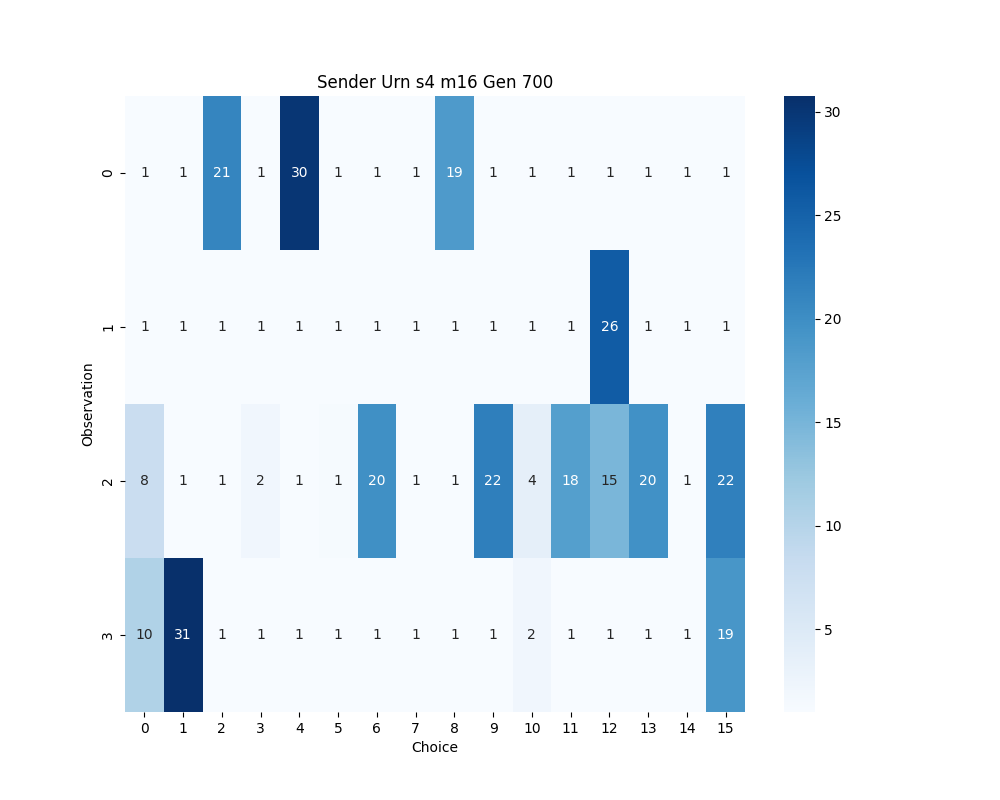 Sender Urn s4 m16 Gen 700
Observation
0 1 1 21 1 30 1 1 1 19 1 1 1 1 1 1 1
1 1 1 1 1 1 1 1 1 1 1 1 1 26 1 1 1
2 8 1 1 2 1 1 20 1 1 22 4 18 15 20 1 22
3 10 31 1 1 1 1 1 1 1 1 2 1 1 1 1 19
0 1 2 3 4 5 6 7 8 9 10 11 12 13 14 15
Choice
30
25
20
15
10
5